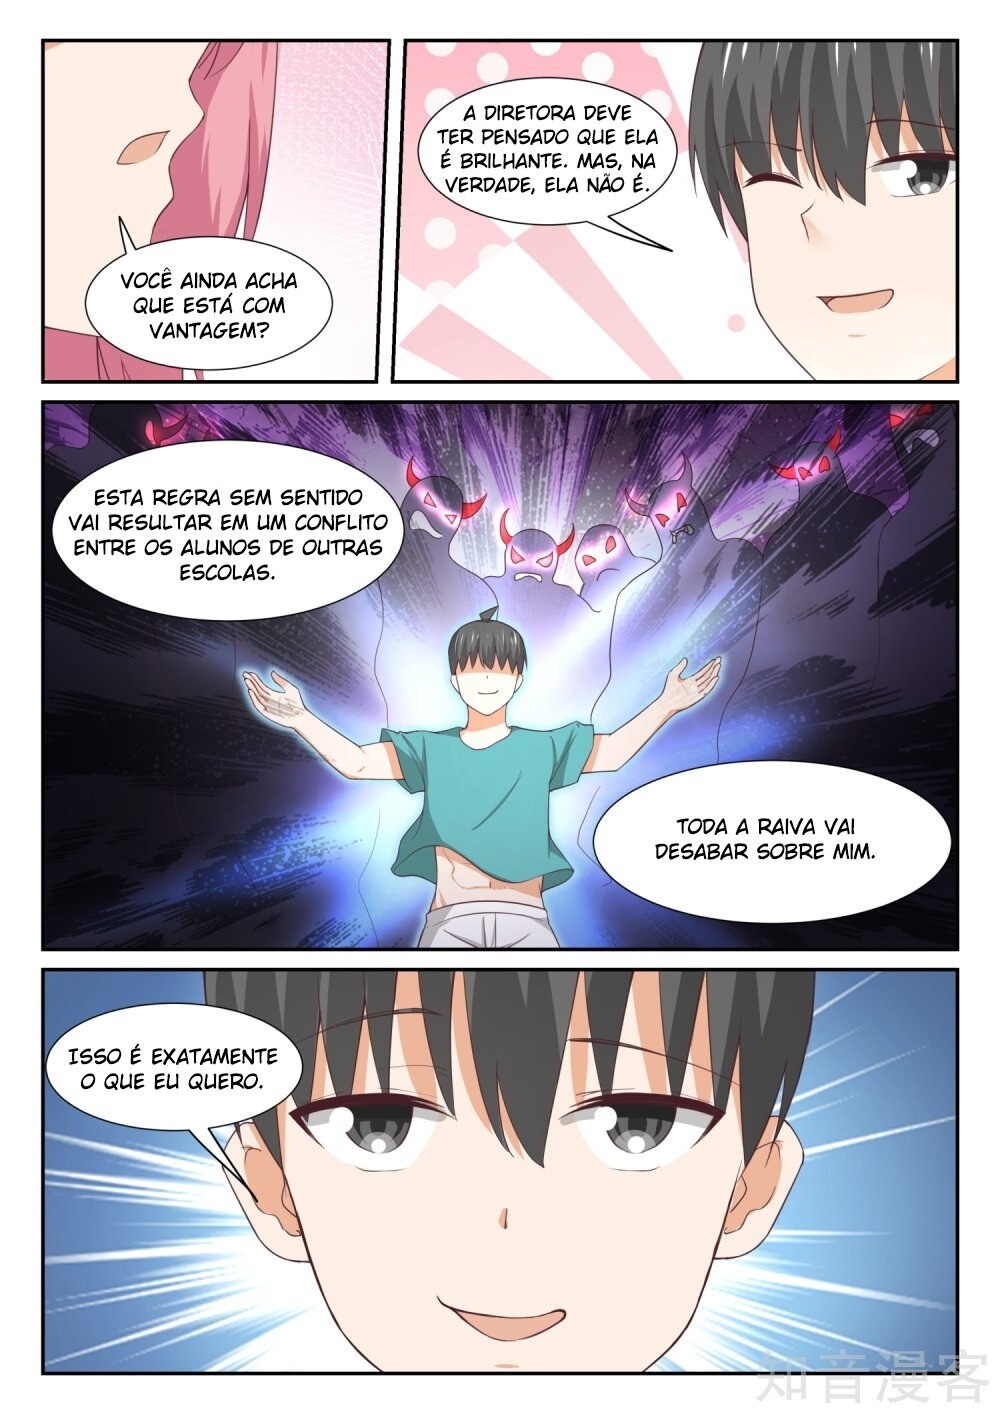 VOCÊ AINDA ACHA
QUE ESTÁ COM
VANTAGEM?
A DIRETORA DEVE
TER PENSADO QUE ELA
É BRILHANTE. MAS, NA
VERDADE, ELA NÃO É.
ESTA REGRA SEM SENTIDO
VAI RESULTAR EM UM CONFLITO
ENTRE OS ALUNOS DE OUTRAS
ESCOLAS.
TODA A RAIVA VAI
DESABAR SOBRE MIM.
ISSO É EXATAMENTE
O QUE EU QUERO.
知音漫客